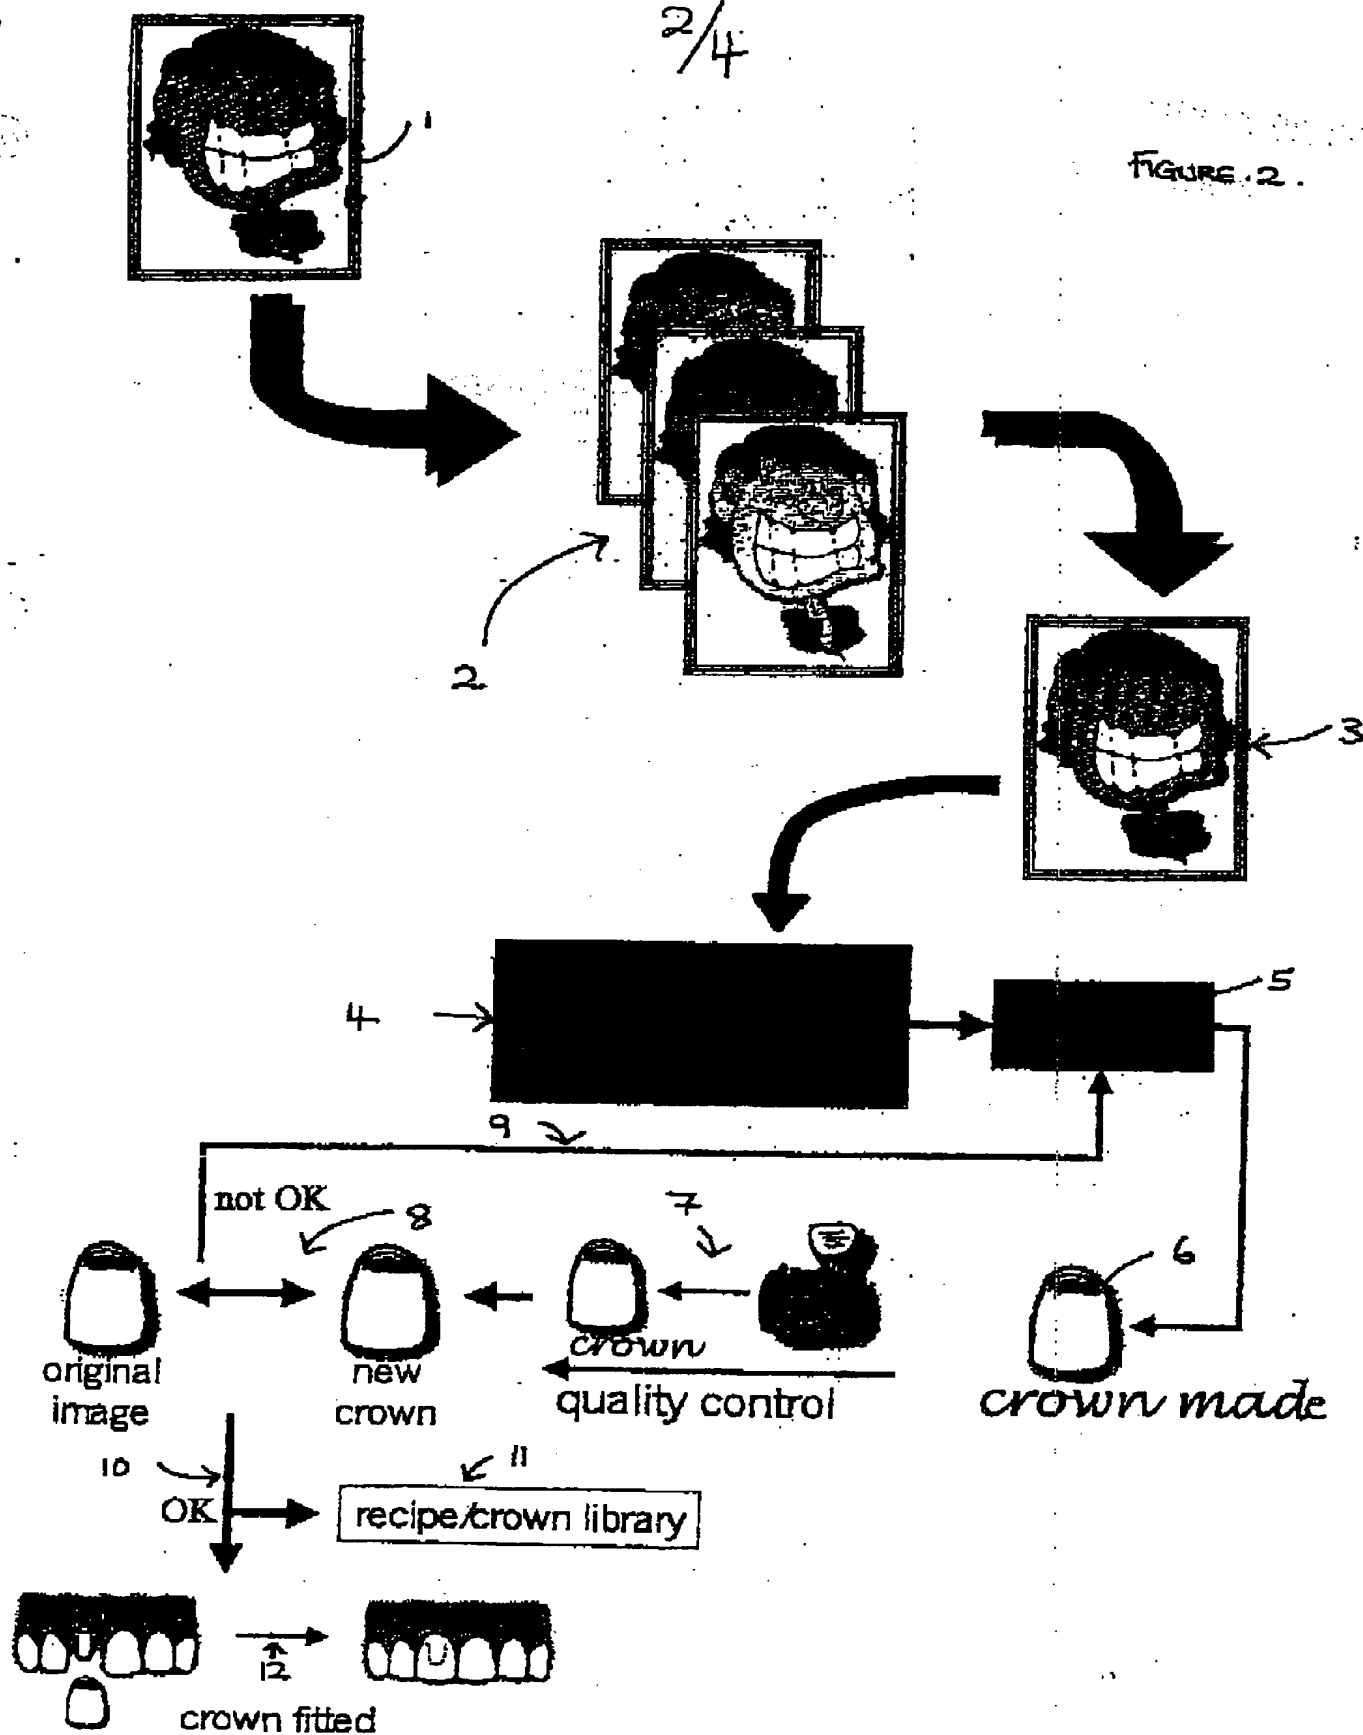 2/4
FIGURE.2.
1
2
3
4
5
9
not OK
8
7
6
original
image
new
crown
crown
quality control
crown made
10
11
OK
recipe/crown library
12
crown fitted